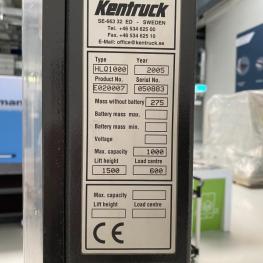 Kentruck
SE-663 32 ED - SWEDEN
Tel. +46 534 625 00
Fax. +46 534 625 10
E-Mail: office@kentruck.se
Type Year
HLQ1000 2005
Product No. Serial No.
E020007 050883
Mass without battery 275
Battery mass max.
Battery mass min.
Voltage
Max. capacity 1000
Lift height Load centre
1500 600
Max. capacity
Lift height Load centre
CE